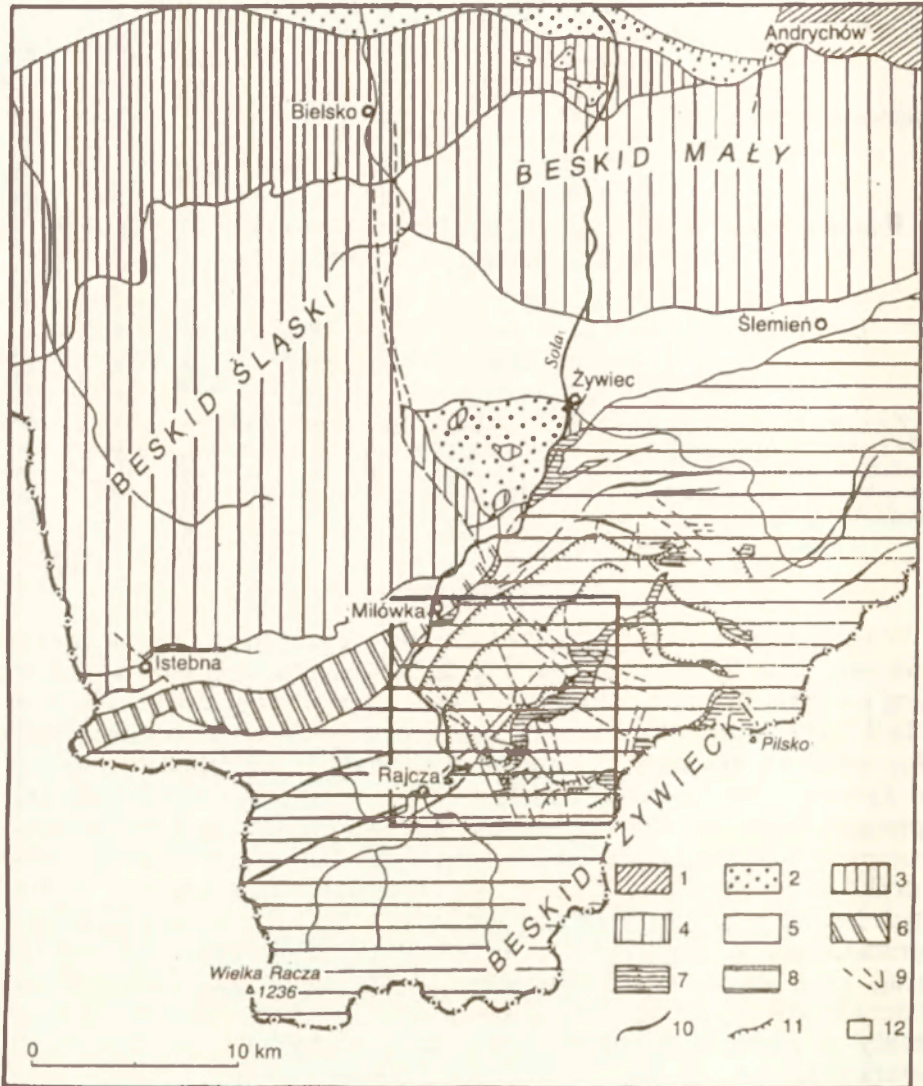 Andrychów
Bielsko
BESKID MAŁY
BESKID ŚLĄSKI
Ślemień
Soła
Żywiec
Milówka
Istebna
Pilsko
Rajcza
BESKID ŻYWIECKI
Wielka Racza
1236
1 2 3
4 5 6
7 8 9
10 11 12
0 10 km